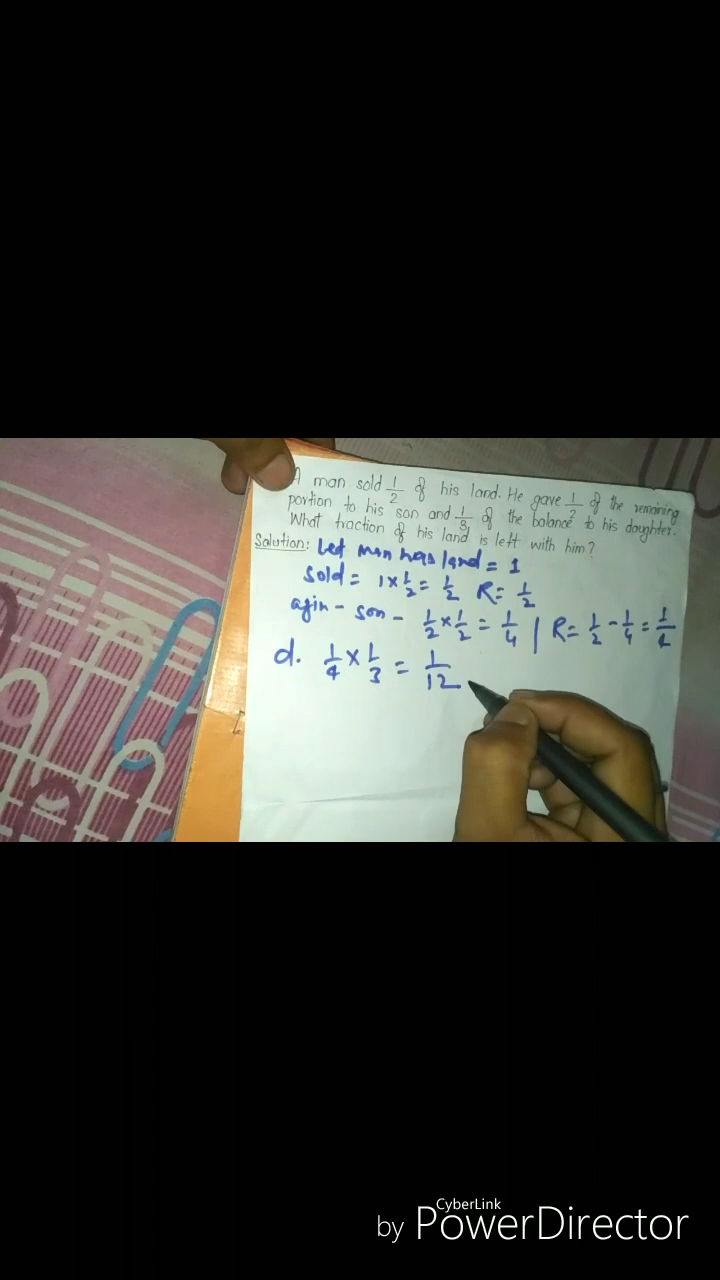 A man sold 1/2 of his land. He gave 1/2 of the remaining
portion to his son and 1/3 of the balance to his daughter.
What fraction of his land is left with him?
Solution: Let man has land = 1
Sold = 1 × 1/2 = 1/2 R = 1/2
agin - son - 1/2 × 1/2 = 1/4 | R = 1/2 - 1/4 = 1/4
d. 1/4 × 1/3 = 1/12
CyberLink
by PowerDirector